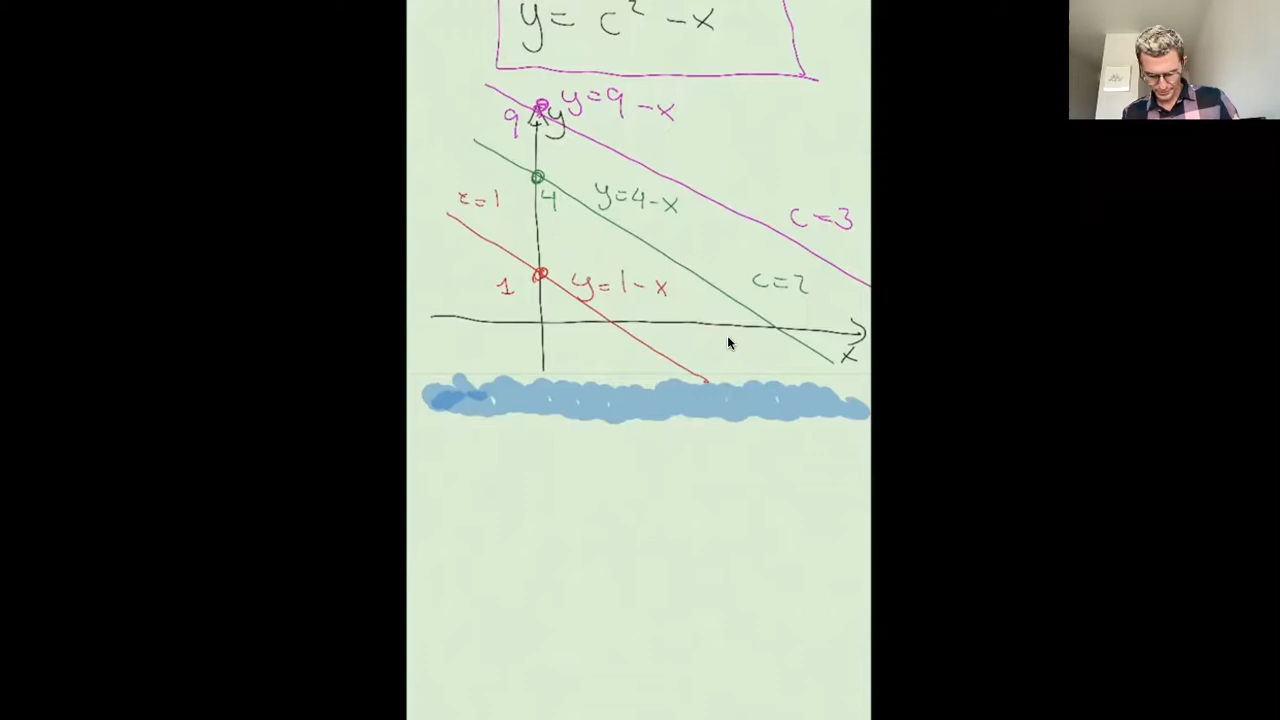 y = c² - x
y=9-x
9
y
z=1
4
y=4-x
c=3
1
y=1-x
c=2
x